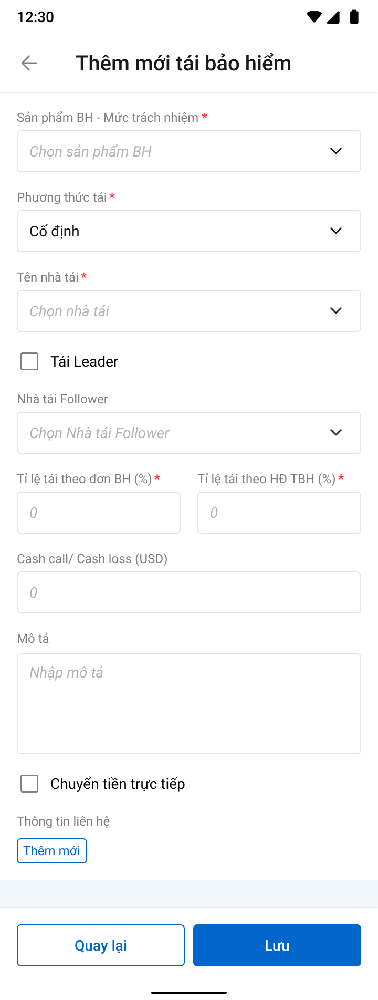 12:30
Thêm mới tái bảo hiểm
Sản phẩm BH - Mức trách nhiệm *
Chọn sản phẩm BH
Phương thức tái *
Cố định
Tên nhà tái *
Chọn nhà tái
Tái Leader
Nhà tái Follower
Chọn Nhà tái Follower
Tỉ lệ tái theo đơn BH (%) * Tỉ lệ tái theo HĐ TBH (%) *
0 0
Cash call/ Cash loss (USD)
0
Mô tả
Nhập mô tả
Chuyển tiền trực tiếp
Thông tin liên hệ
Thêm mới
Quay lại Lưu